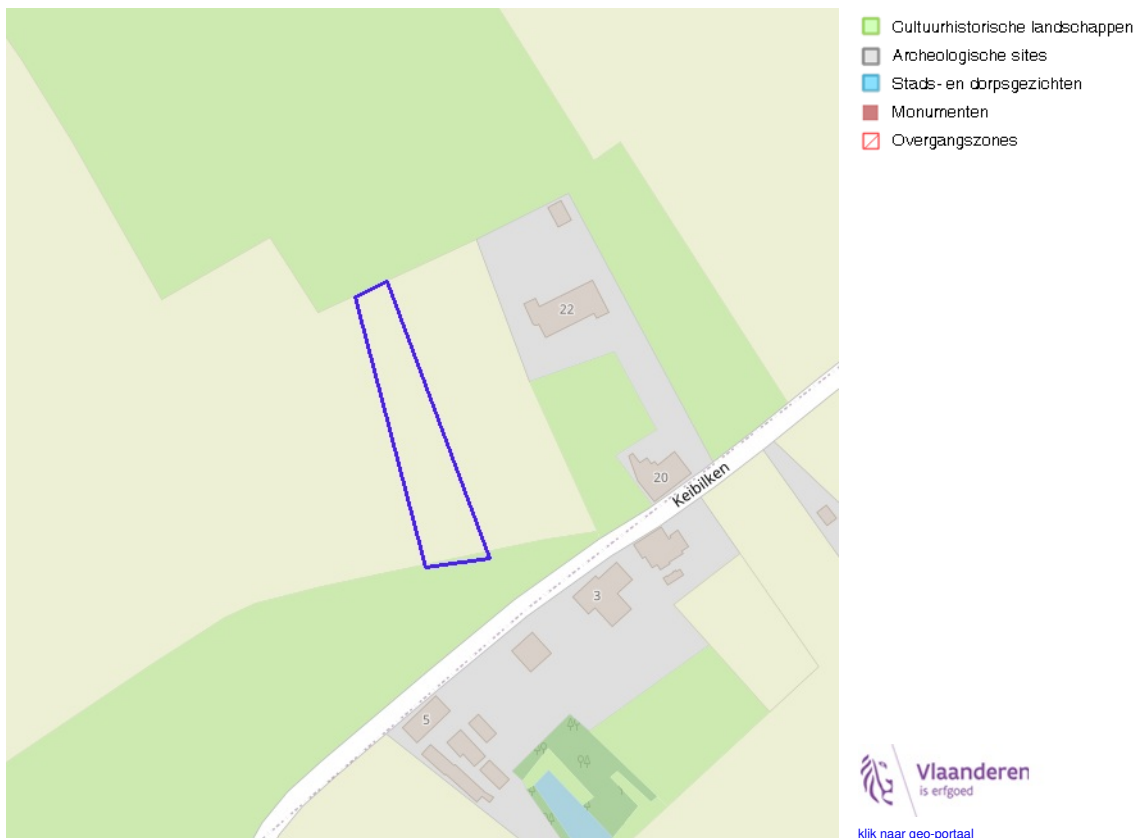 Cultuurhistorische landschappen
Archeologische sites
Stads- en dorpsgezichten
Monumenten
Overgangszones
22
20
Keibilken
3
5
Vlaanderen
is erfgoed
klik naar geo-portaal